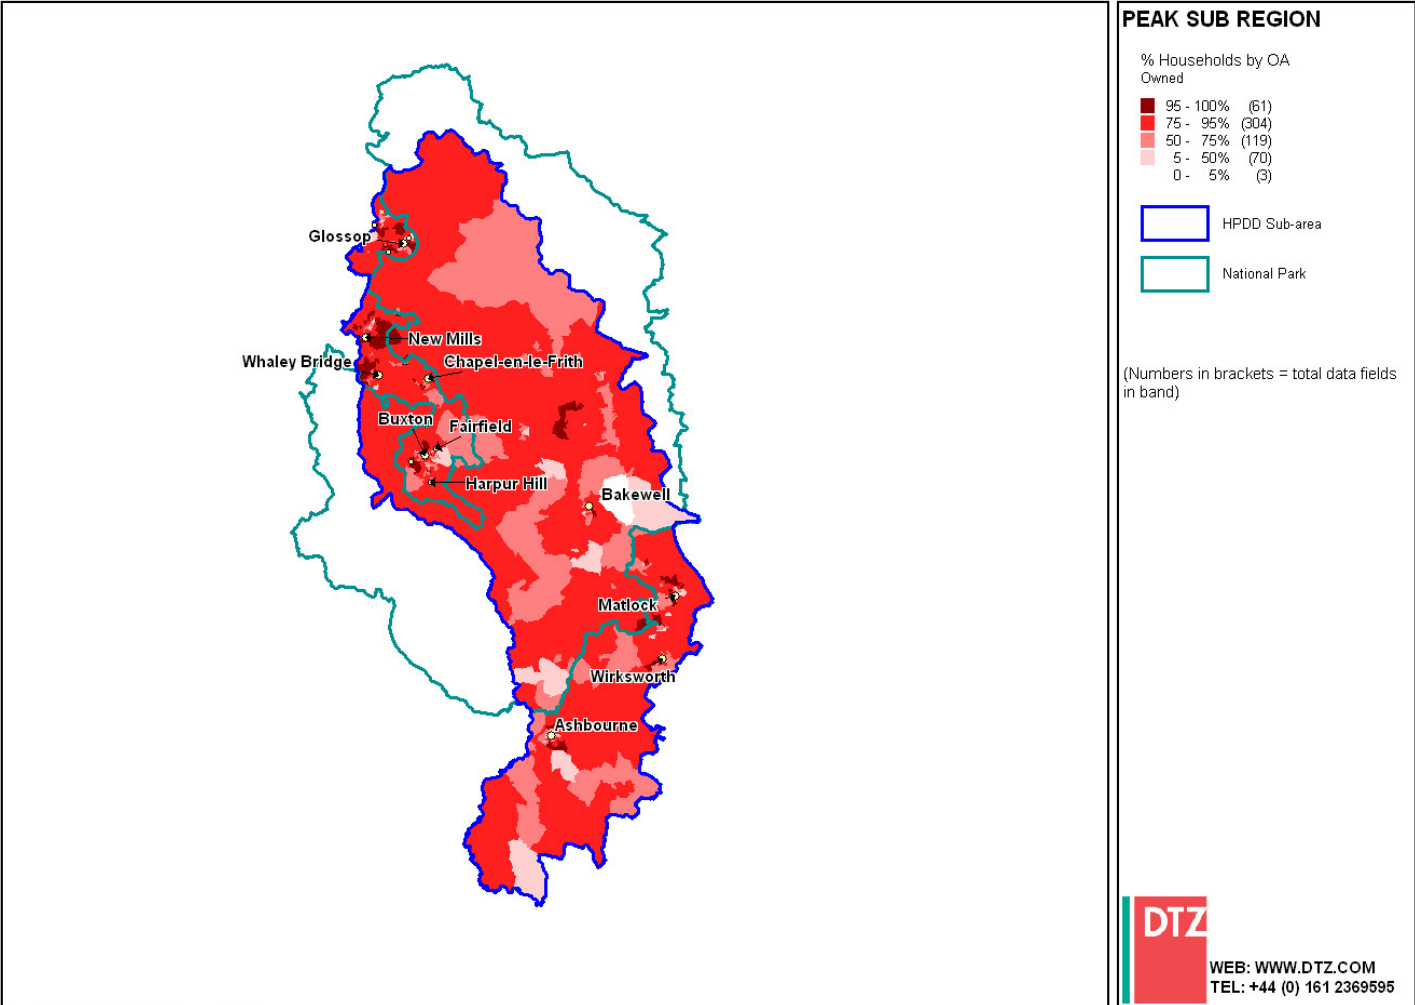 PEAK SUB REGION
% Households by OA
Owned
95 - 100% (61)
75 - 95% (304)
50 - 75% (119)
5 - 50% (70)
0 - 5% (3)
HPDD Sub-area
National Park
(Numbers in brackets = total data fields
in band)
Glossop
New Mills
Whaley Bridge
Chapel-en-le-Frith
Buxton
Fairfield
Harpur Hill
Bakewell
Matlock
Wirksworth
Ashbourne
DTZ
WEB: WWW.DTZ.COM
TEL: +44 (0) 161 2369595